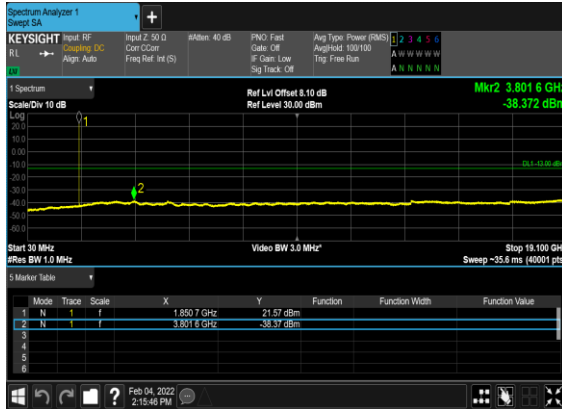 Spectrum Analyzer 1
Swept SA
+
KEYSIGHT
RL
LXI
Input: RF
Coupling: DC
Align: Auto
Input Z: 50 Ω
Corr CCorr
Freq Ref: Int (S)
#Atten: 40 dB
PNO: Fast
Gate: Off
IF Gain: Low
Sig Track: Off
Avg Type: Power (RMS)
Avg|Hold: 100/100
Trig: Free Run
1 2 3 4 5 6
A W W W W W
A N N N N N
1 Spectrum
Scale/Div 10 dB
Log
Ref Lvl Offset 8.10 dB
Ref Level 30.00 dBm
Mkr2 3.801 6 GHz
-38.372 dBm
20.0
10.0
0.00
-10.0
-20.0
-30.0
-40.0
-50.0
-60.0
1
2
DL1 -13.00 dBm
Start 30 MHz
#Res BW 1.0 MHz
Video BW 3.0 MHz*
Stop 19.100 GHz
Sweep ~35.6 ms (40001 pts)
5 Marker Table
Mode Trace Scale X Y Function Function Width Function Value
1 N 1 f 1.850 7 GHz 21.57 dBm
2 N 1 f 3.801 6 GHz -38.37 dBm
3
4
5
6
?
Feb 04, 2022
2:15:46 PM